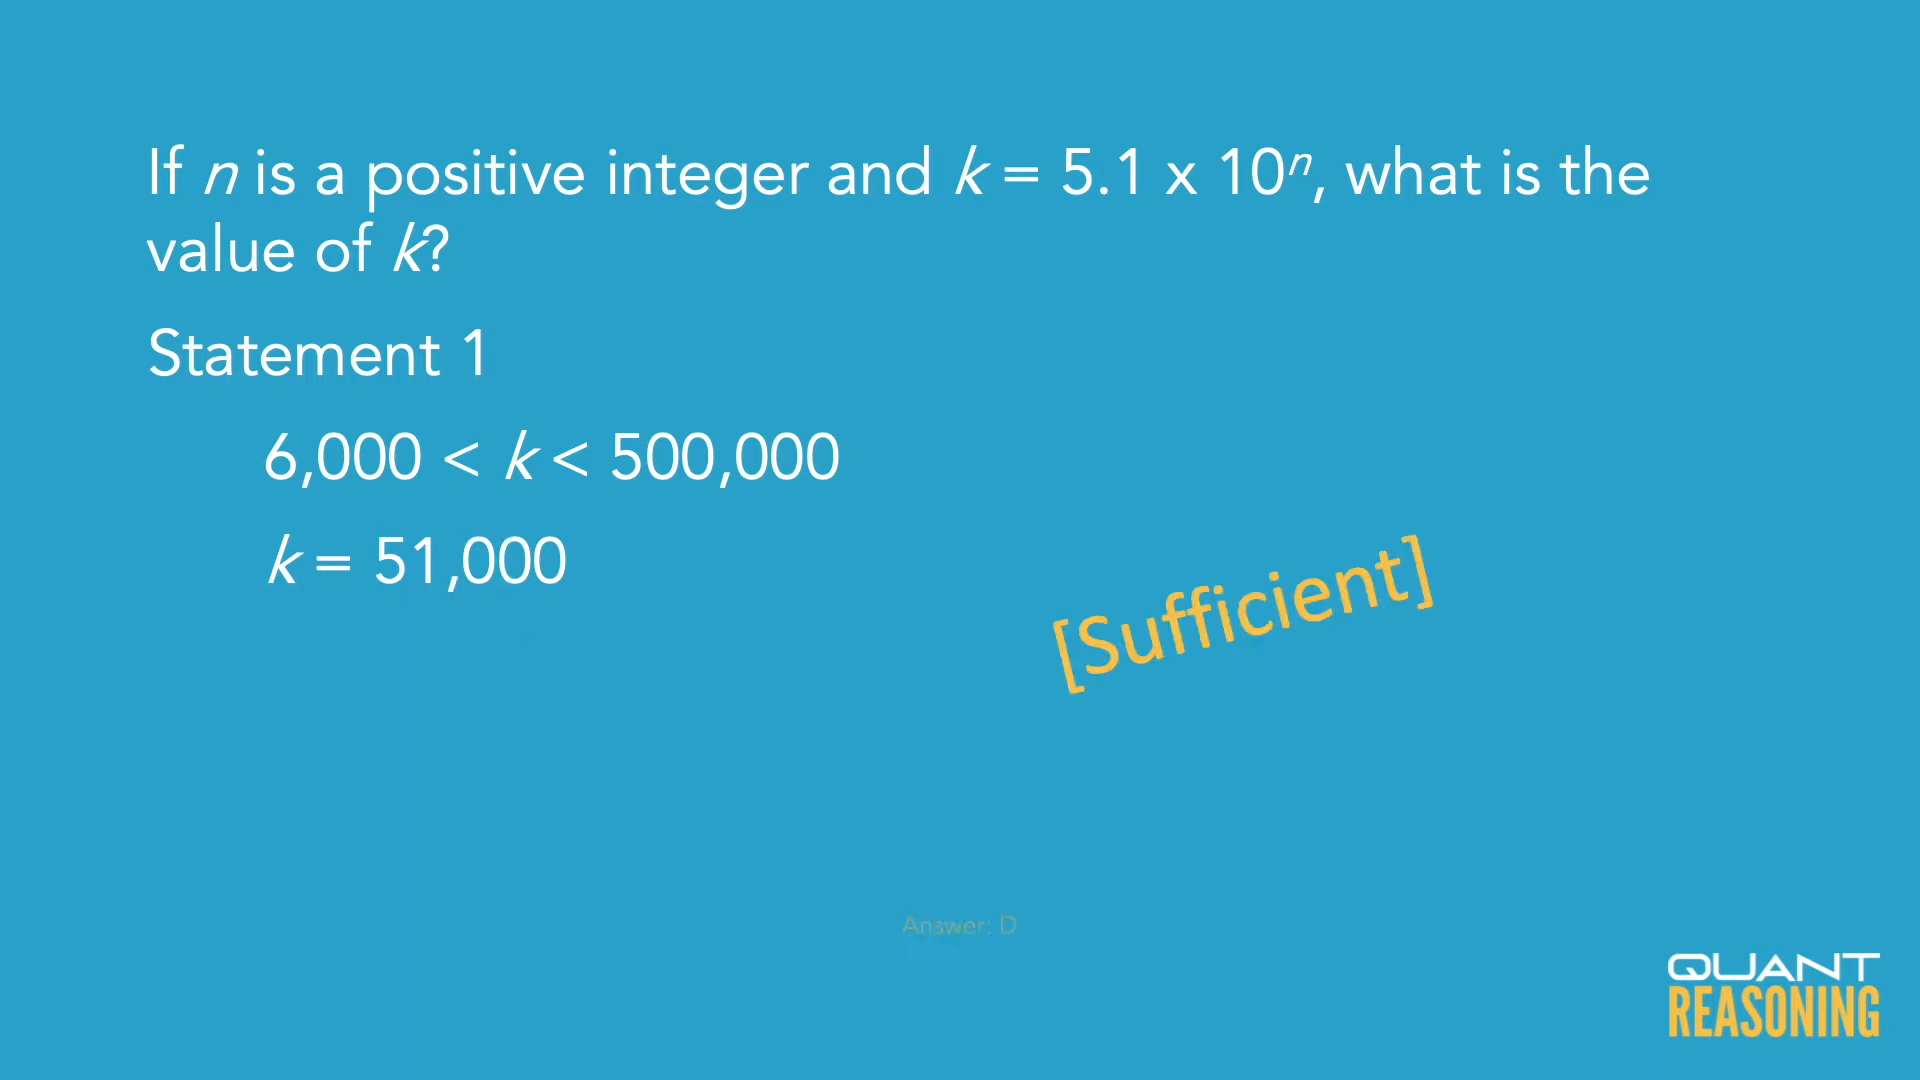 If n is a positive integer and k = 5.1 x 10ⁿ, what is the
value of k?
Statement 1
6,000 < k < 500,000
k = 51,000
[Sufficient]
Answer: D
QUANT
REASONING